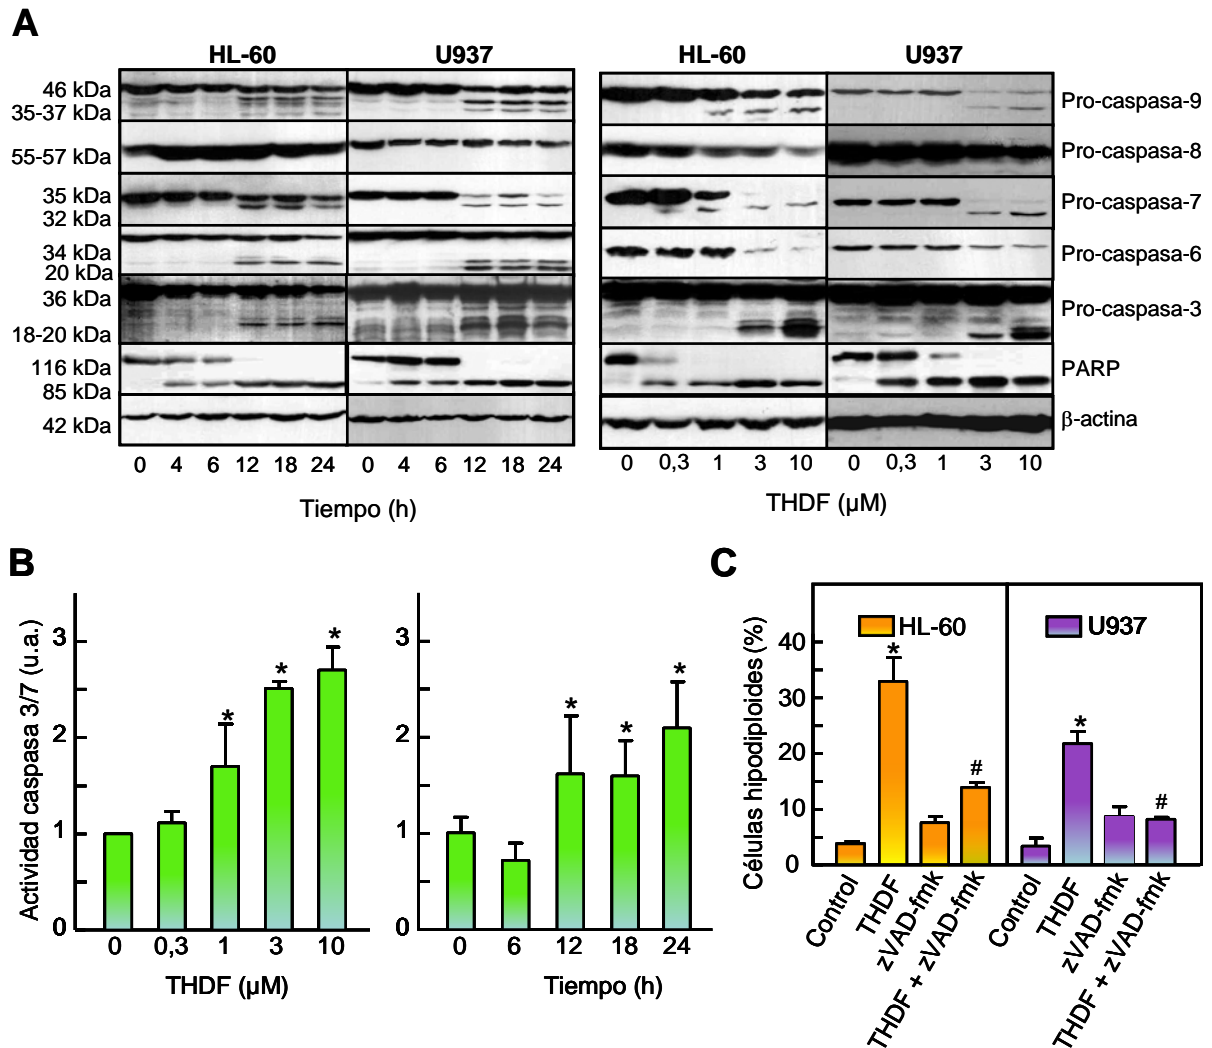 A
HL-60 U937 HL-60 U937
46 kDa
35-37 kDa
Pro-caspasa-9
55-57 kDa
Pro-caspasa-8
35 kDa
32 kDa
Pro-caspasa-7
34 kDa
20 kDa
Pro-caspasa-6
36 kDa
18-20 kDa
Pro-caspasa-3
116 kDa
85 kDa
PARP
42 kDa
β-actina
0 4 6 12 18 24 0 4 6 12 18 24
Tiempo (h)
0 0,3 1 3 10 0 0,3 1 3 10
THDF (µM)
B
Actividad caspasa 3/7 (u.a.)
3
2
1
0
* * *
0 0,3 1 3 10
THDF (µM)
3
2
1
0
* * *
0 6 12 18 24
Tiempo (h)
C
Células hipodiploides (%)
40
30
20
10
0
HL-60
U937
* #
* #
Control
THDF
zVAD-fmk
THDF + zVAD-fmk
Control
THDF
zVAD-fmk
THDF + zVAD-fmk